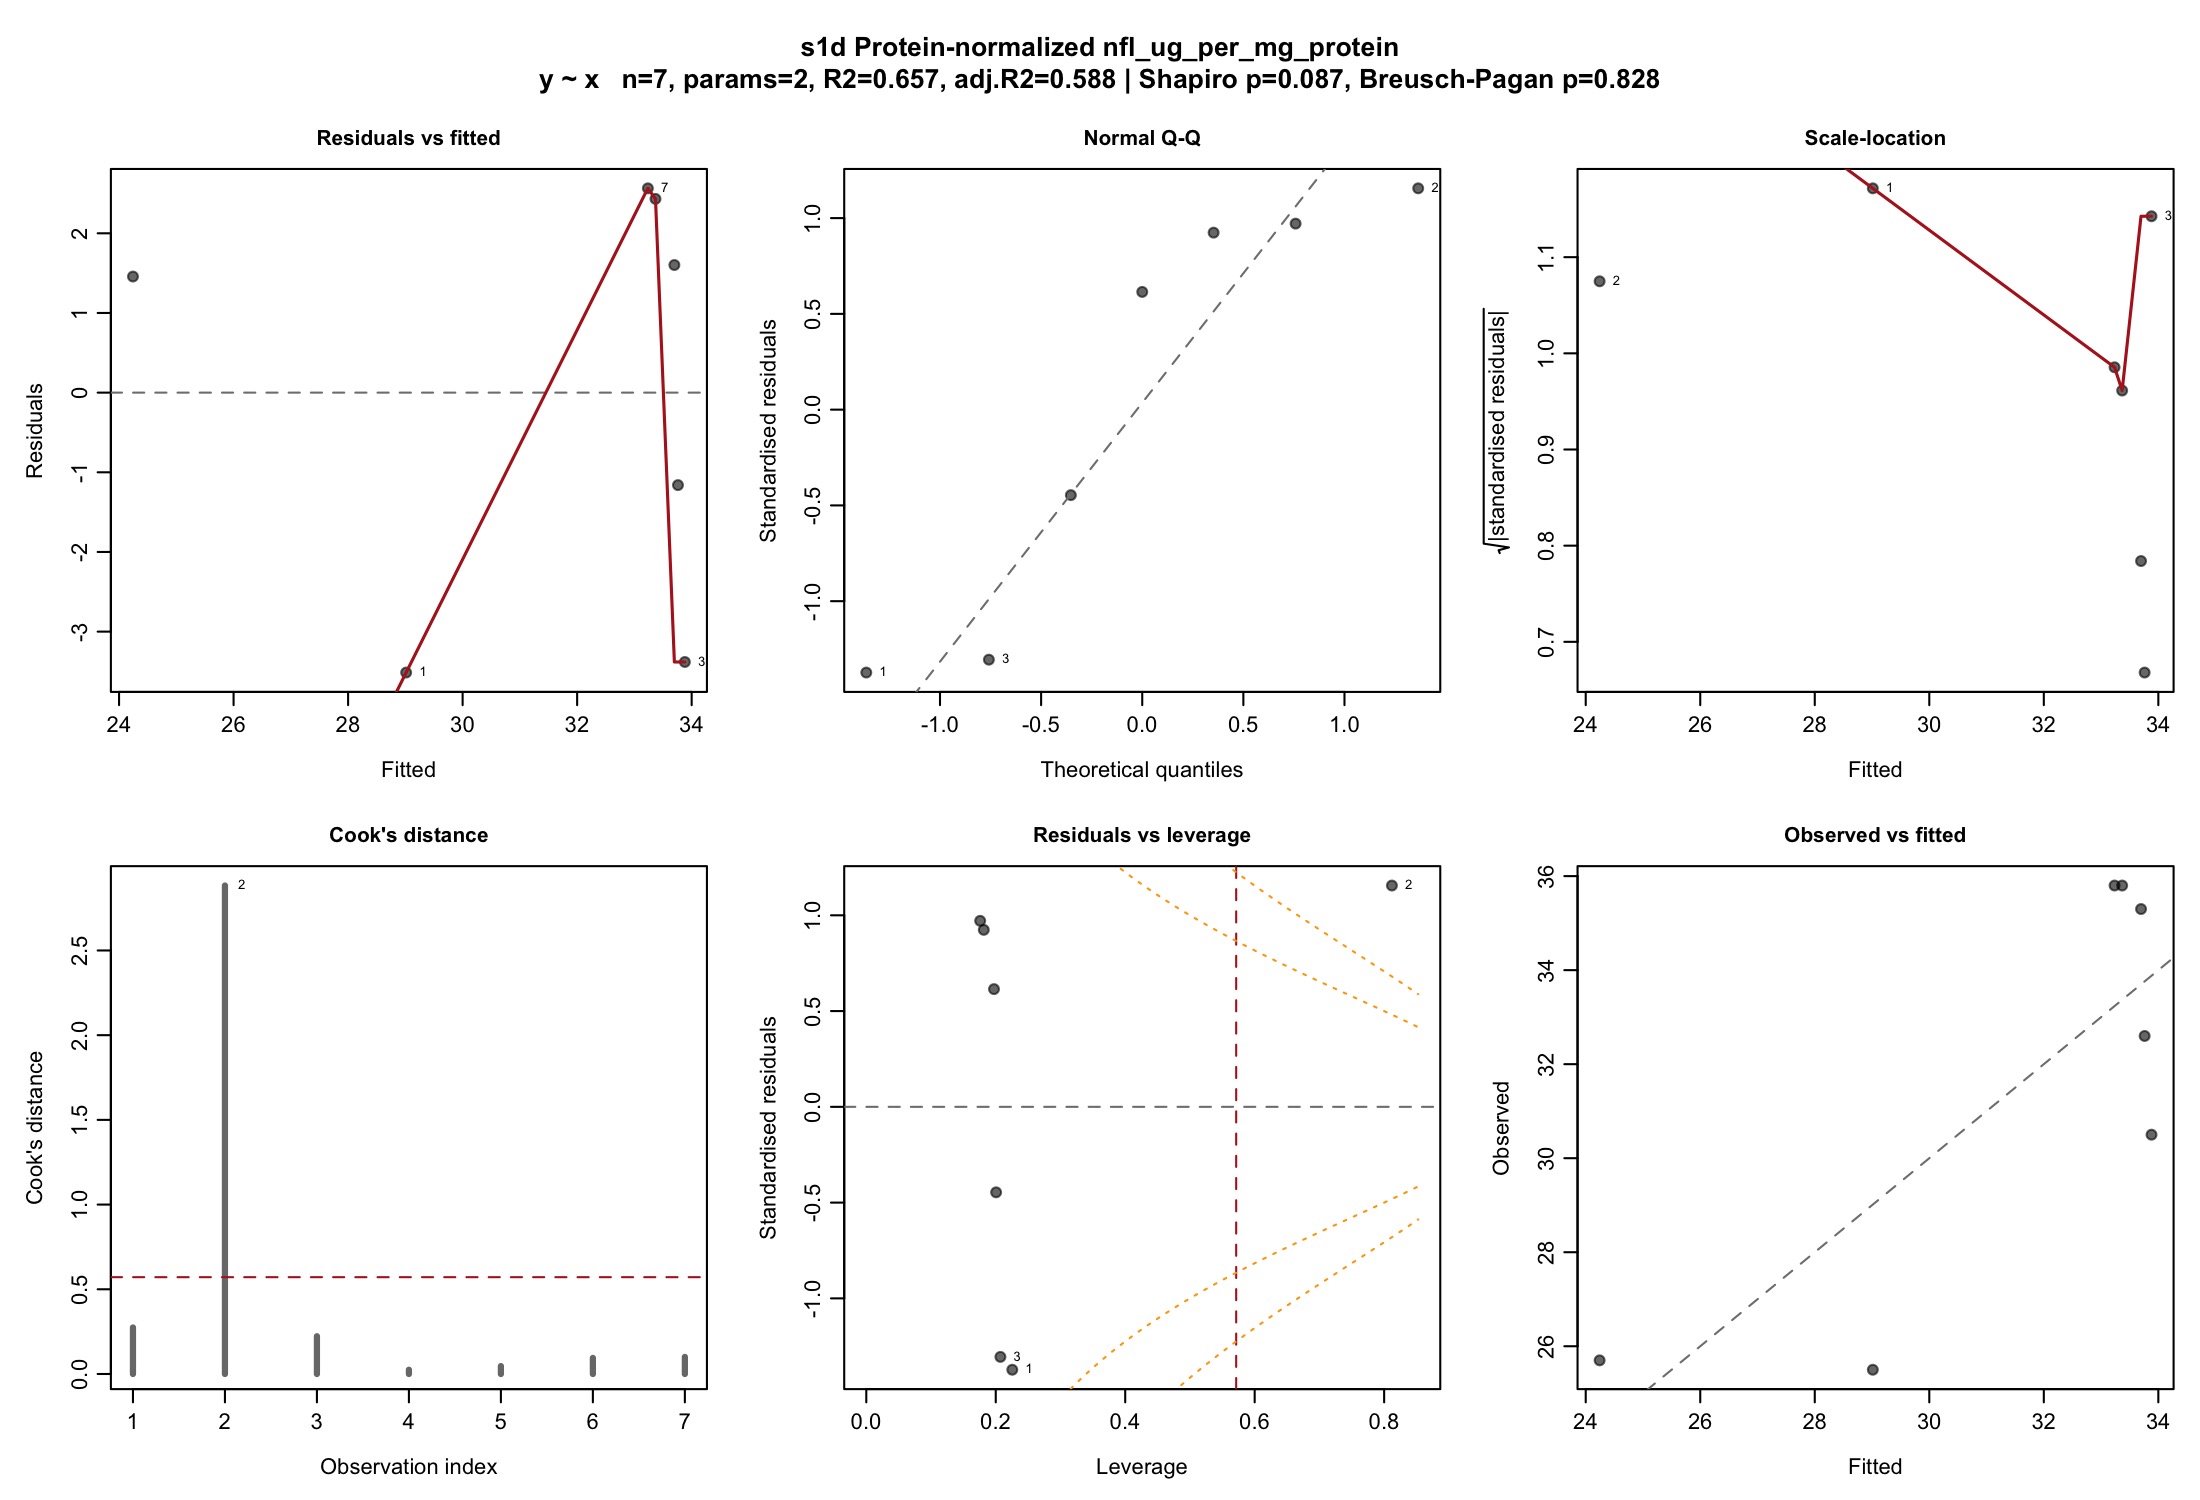 s1d Protein-normalized nfl_ug_per_mg_protein
y ~ x   n=7, params=2, R2=0.657, adj.R2=0.588 | Shapiro p=0.087, Breusch-Pagan p=0.828
Residuals vs fitted
Residuals
2
1
0
-1
-2
-3
7
1
3
24 26 28 30 32 34
Fitted
Normal Q-Q
Standardised residuals
1.0
0.5
0.0
-0.5
-1.0
2
3
1
-1.0 -0.5 0.0 0.5 1.0
Theoretical quantiles
Scale-location
√|standardised residuals|
1.1
1.0
0.9
0.8
0.7
1
3
2
24 26 28 30 32 34
Fitted
Cook's distance
Cook's distance
2.5
2.0
1.5
1.0
0.5
0.0
2
1 2 3 4 5 6 7
Observation index
Residuals vs leverage
Standardised residuals
1.0
0.5
0.0
-0.5
-1.0
2
3
1
0.0 0.2 0.4 0.6 0.8
Leverage
Observed vs fitted
Observed
36
34
32
30
28
26
24 26 28 30 32 34
Fitted